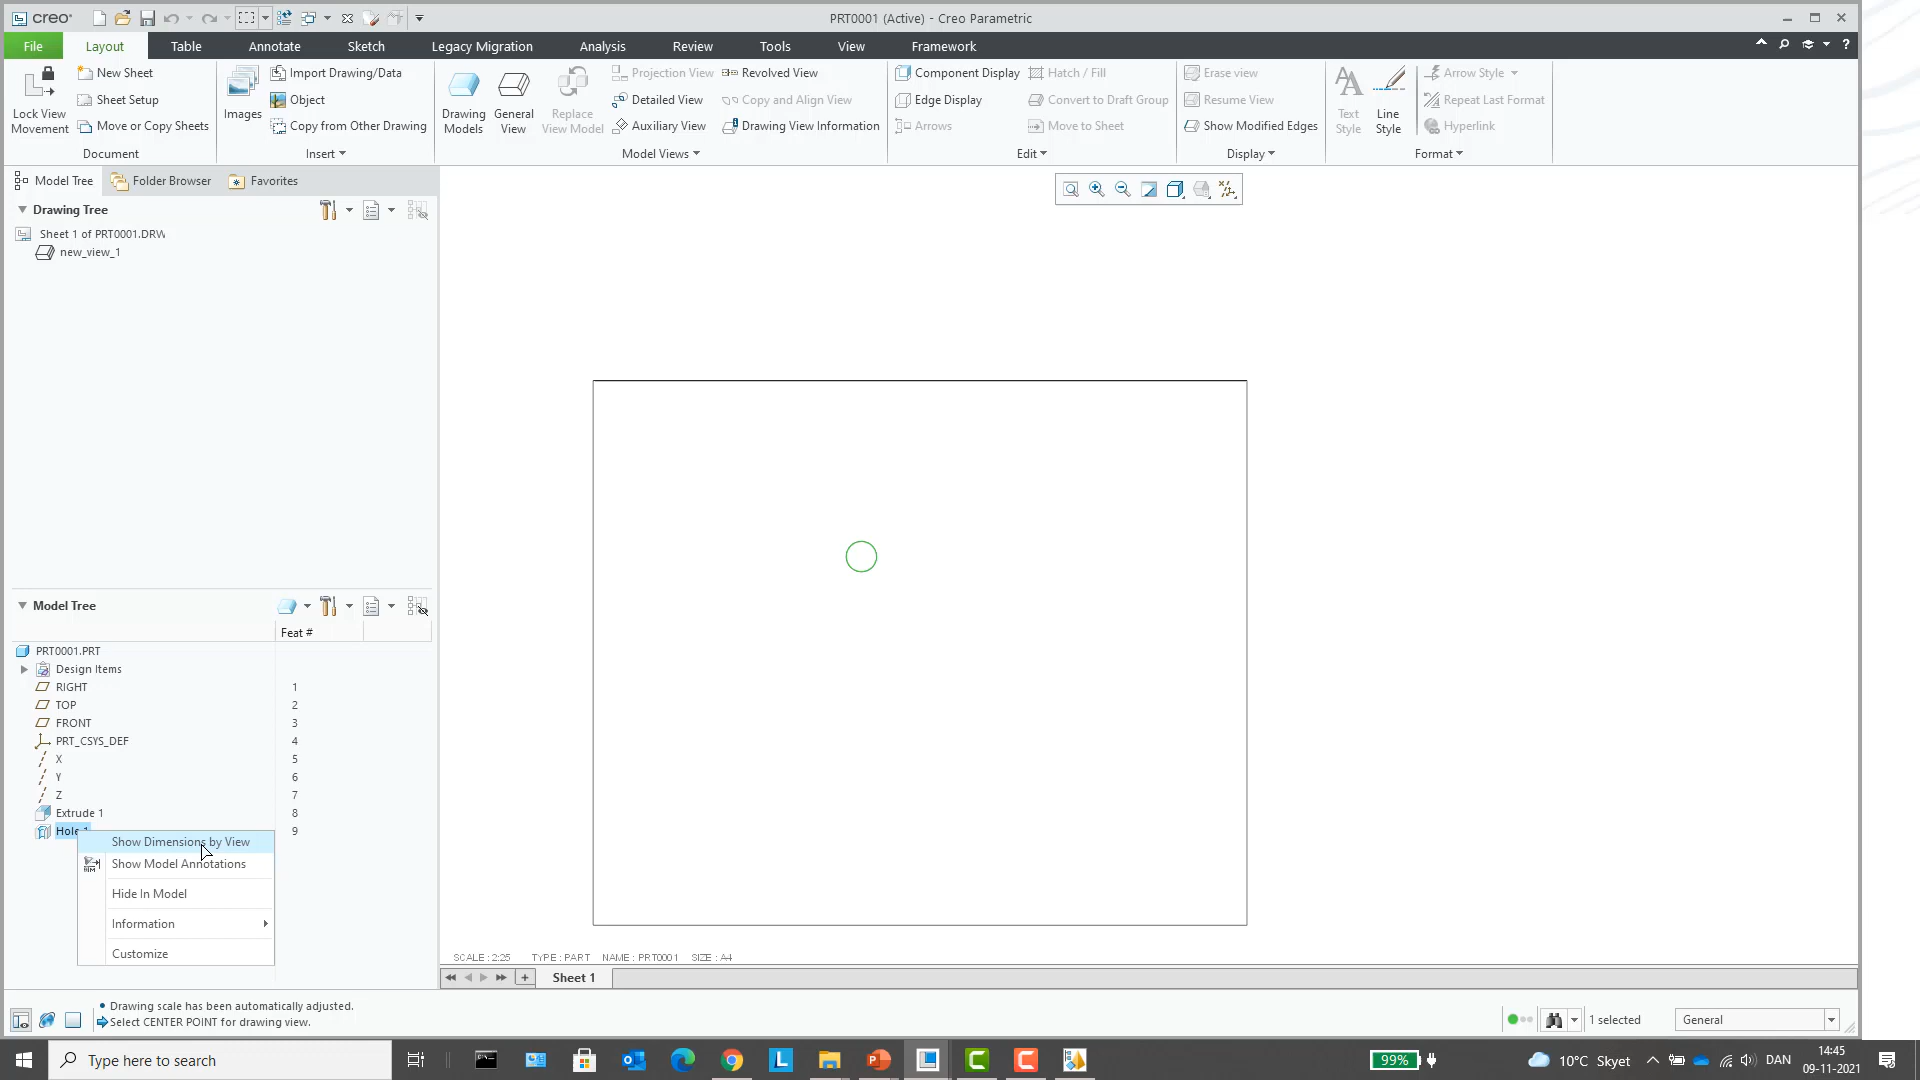 creo
PRT0001 (Active) - Creo Parametric
File
Layout
Table
Annotate
Sketch
Legacy Migration
Analysis
Review
Tools
View
Framework
Lock View
Movement
New Sheet
Sheet Setup
Move or Copy Sheets
Document
Images
Import Drawing/Data
Object
Copy from Other Drawing
Insert
Drawing
Models
General
View
Replace
View Model
Projection View
Detailed View
Auxiliary View
Revolved View
Copy and Align View
Drawing View Information
Model Views
Component Display
Edge Display
Arrows
Hatch / Fill
Convert to Draft Group
Move to Sheet
Edit
Erase view
Resume View
Show Modified Edges
Display
Text
Style
Line
Style
Arrow Style
Repeat Last Format
Hyperlink
Format
Model Tree
Folder Browser
Favorites
Drawing Tree
Sheet 1 of PRT0001.DRW
new_view_1
Model Tree
Feat #
PRT0001.PRT
Design Items
RIGHT 1
TOP 2
FRONT 3
PRT_CSYS_DEF 4
X 5
Y 6
Z 7
Extrude 1 8
Hole 1 9
Show Dimensions by View
Show Model Annotations
Hide In Model
Information
Customize
SCALE : 2:25 TYPE : PART NAME : PRT0001 SIZE : A4
Sheet 1
Drawing scale has been automatically adjusted.
Select CENTER POINT for drawing view.
1 selected
General
Type here to search
99%
10°C Skyet
DAN
14:45
09-11-2021